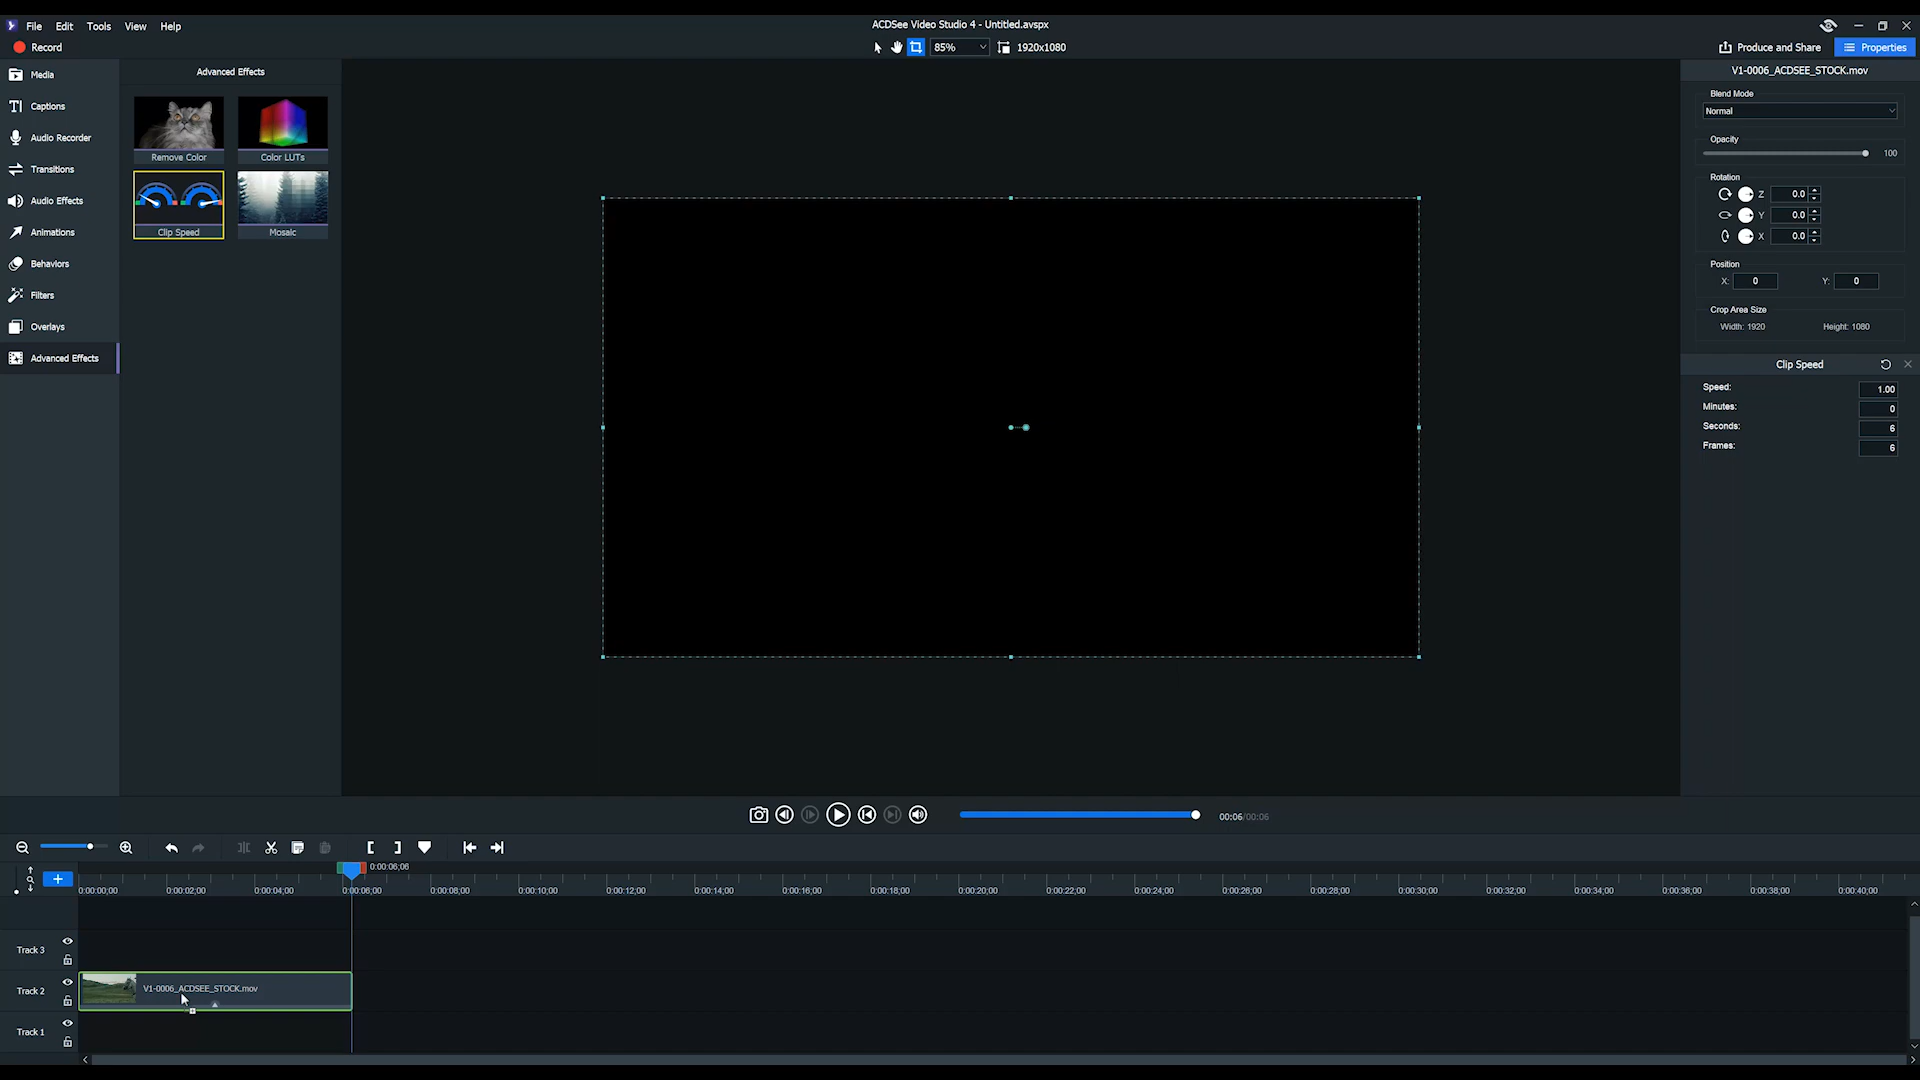 File Edit Tools View Help
ACDSee Video Studio 4 - Untitled.avspx
Record
85%
1920x1080
Produce and Share
Properties
Media
Captions
Audio Recorder
Transitions
Audio Effects
Animations
Behaviors
Filters
Overlays
Advanced Effects
Advanced Effects
Remove Color
Color LUTs
Clip Speed
Mosaic
V1-0006_ACDSEE_STOCK.mov
Blend Mode
Normal
Opacity
100
Rotation
Z 0.0
Y 0.0
X 0.0
Position
X: 0 Y: 0
Crop Area Size
Width: 1920 Height: 1080
Clip Speed
Speed: 1.00
Minutes: 0
Seconds: 6
Frames: 6
00:06/00:06
0:00:06;06
0:00:00;00 0:00:02;00 0:00:04;00 0:00:06;00 0:00:08;00 0:00:10;00 0:00:12;00 0:00:14;00 0:00:16;00 0:00:18;00 0:00:20;00 0:00:22;00 0:00:24;00 0:00:26;00 0:00:28;00 0:00:30;00 0:00:32;00 0:00:34;00 0:00:36;00 0:00:38;00 0:00:40;00
Track 3
Track 2
V1-0006_ACDSEE_STOCK.mov
Track 1